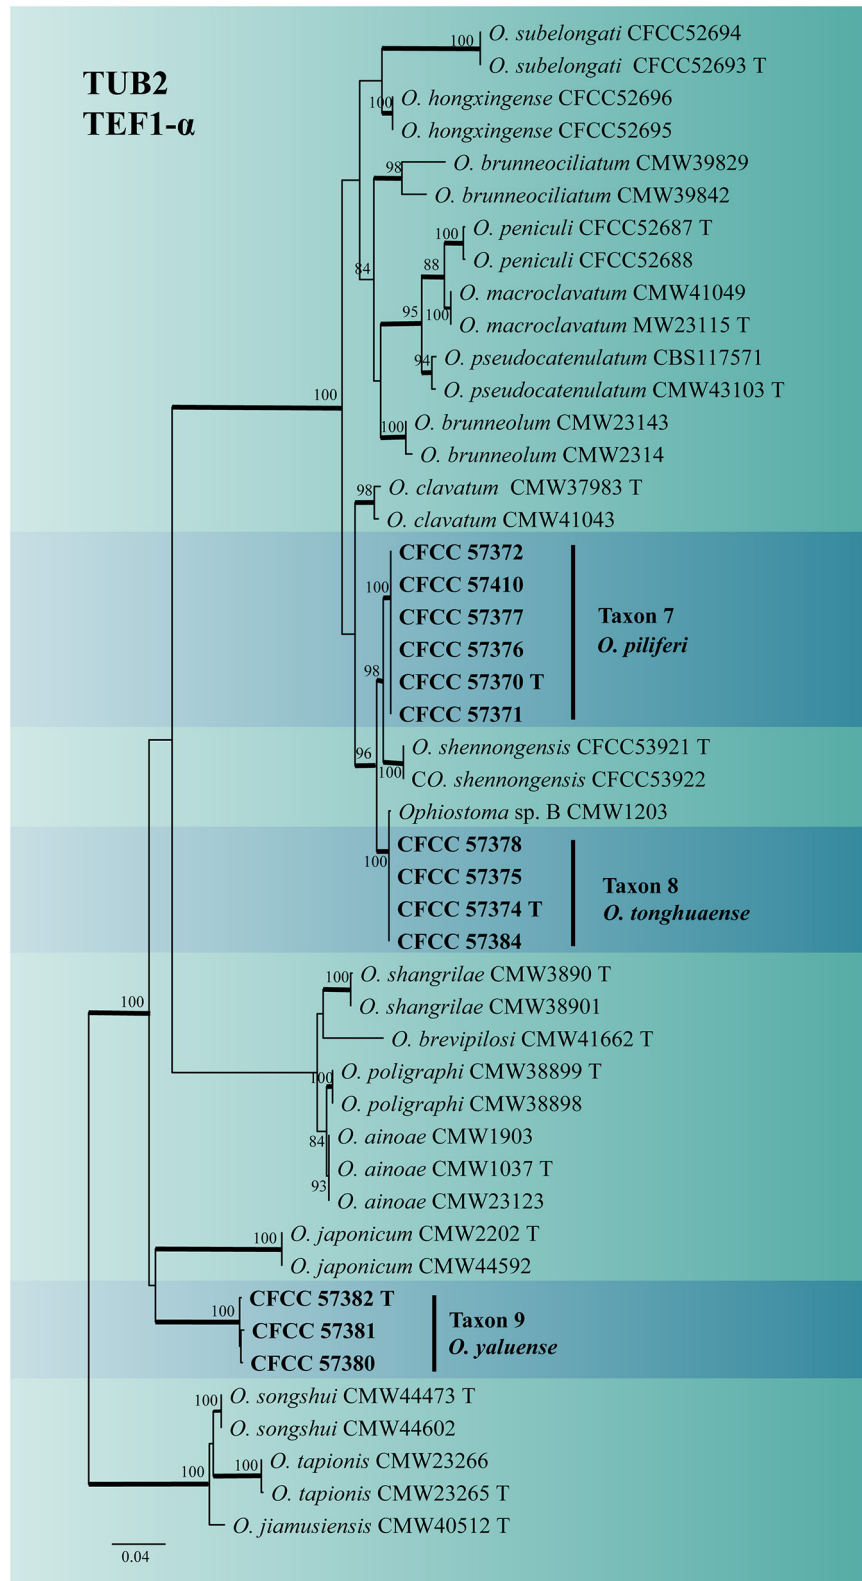 TUB2
TEF1-α
100
O. subelongati CFCC52694
O. subelongati CFCC52693 T
100
O. hongxingense CFCC52696
O. hongxingense CFCC52695
98
O. brunneociliatum CMW39829
O. brunneociliatum CMW39842
84
100
O. peniculi CFCC52687 T
O. peniculi CFCC52688
88
O. macroclavatum CMW41049
100
O. macroclavatum MW23115 T
95
O. pseudocatenulatum CBS117571
94
O. pseudocatenulatum CMW43103 T
100
O. brunneolum CMW23143
O. brunneolum CMW2314
100
98
O. clavatum CMW37983 T
O. clavatum CMW41043
CFCC 57372
100
CFCC 57410
CFCC 57377
CFCC 57376
CFCC 57370 T
CFCC 57371
Taxon 7
O. piliferi
98
O. shennongensis CFCC53921 T
100
CO. shennongensis CFCC53922
96
Ophiostoma sp. B CMW1203
CFCC 57378
100
CFCC 57375
CFCC 57374 T
CFCC 57384
Taxon 8
O. tonghuaense
100
O. shangrilae CMW3890 T
O. shangrilae CMW38901
100
O. brevipilosi CMW41662 T
100
O. poligraphi CMW38899 T
O. poligraphi CMW38898
84
O. ainoae CMW1903
O. ainoae CMW1037 T
93
O. ainoae CMW23123
100
O. japonicum CMW2202 T
O. japonicum CMW44592
CFCC 57382 T
100
CFCC 57381
CFCC 57380
Taxon 9
O. yaluense
100
O. songshui CMW44473 T
O. songshui CMW44602
100
100
O. tapionis CMW23266
O. tapionis CMW23265 T
O. jiamusiensis CMW40512 T
0.04